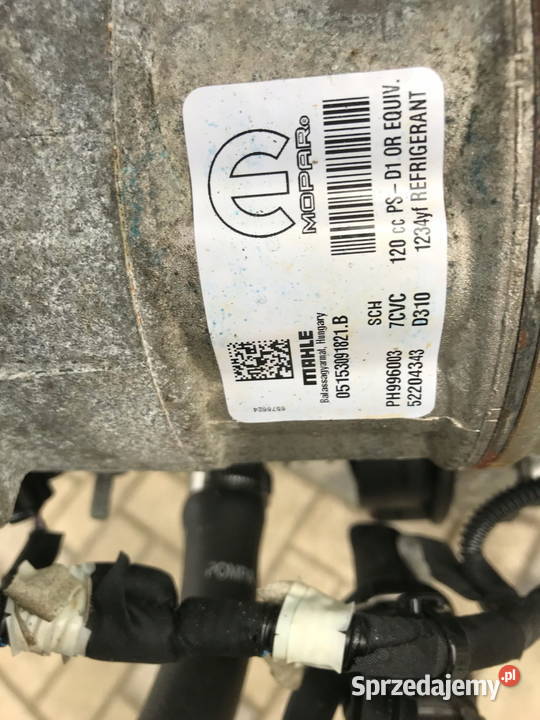 MOPAR®
MAHLE
Balassagyarmat, Hungary
05153091821.B
6576624
SCH 120 cc PS - D1 OR EQUIV.
PH996003 7CVC 1234yf REFRIGERANT
52204343 D310
Sprzedajemy.pl